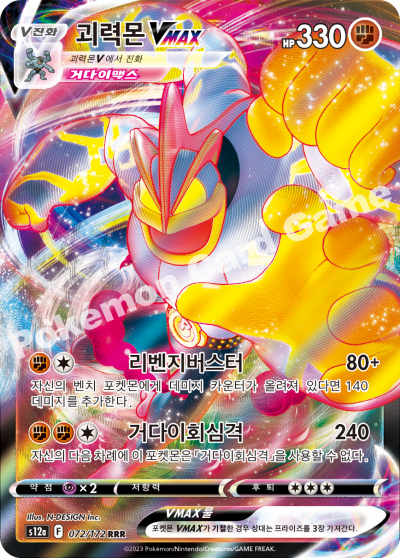 V진화 괴력몬 VMAX HP 330
괴력몬V에서 진화
거다이맥스
Pokémon Card Game
리벤지버스터 80+
자신의 벤치 포켓몬에게 데미지 카운터가 올려져 있다면 140
데미지를 추가한다.
거다이회심격 240
자신의 다음 차례에 이 포켓몬은 「거다이회심격」을 사용할 수 없다.
약점 ×2 저항력 후퇴
Illus. N-DESIGN Inc.
VMAX룰
s12a F 072/172 RRR
포켓몬 VMAX가 기절한 경우 상대는 프라이즈를 3장 가져간다.
©2023 Pokémon/Nintendo/Creatures/GAME FREAK.